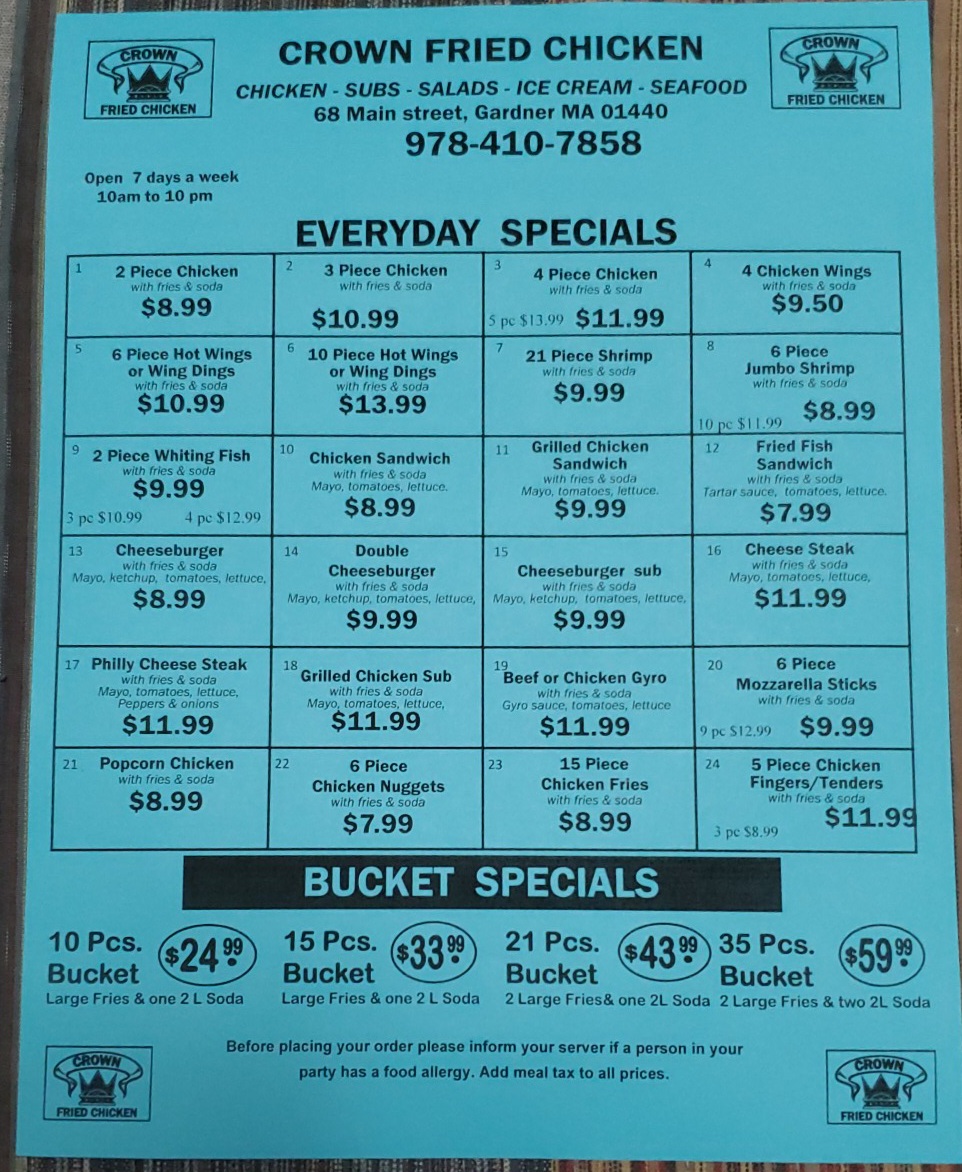 CROWN
FRIED CHICKEN
CROWN FRIED CHICKEN
CHICKEN - SUBS - SALADS - ICE CREAM - SEAFOOD
68 Main street, Gardner MA 01440
978-410-7858
CROWN
FRIED CHICKEN
Open 7 days a week
10am to 10 pm
EVERYDAY SPECIALS
1
2 Piece Chicken
with fries & soda
$8.99
2
3 Piece Chicken
with fries & soda
$10.99
3
4 Piece Chicken
with fries & soda
5 pc $13.99 $11.99
4
4 Chicken Wings
with fries & soda
$9.50
5
6 Piece Hot Wings
or Wing Dings
with fries & soda
$10.99
6
10 Piece Hot Wings
or Wing Dings
with fries & soda
$13.99
7
21 Piece Shrimp
with fries & soda
$9.99
8
6 Piece
Jumbo Shrimp
with fries & soda
$8.99
10 pc $11.99
9
2 Piece Whiting Fish
with fries & soda
$9.99
3 pc $10.99 4 pc $12.99
10
Chicken Sandwich
with fries & soda
Mayo, tomatoes, lettuce.
$8.99
11
Grilled Chicken
Sandwich
with fries & soda
Mayo, tomatoes, lettuce.
$9.99
12
Fried Fish
Sandwich
with fries & soda
Tartar sauce, tomatoes, lettuce.
$7.99
13
Cheeseburger
with fries & soda
Mayo, ketchup, tomatoes, lettuce,
$8.99
14
Double
Cheeseburger
with fries & soda
Mayo, ketchup, tomatoes, lettuce,
$9.99
15
Cheeseburger sub
with fries & soda
Mayo, ketchup, tomatoes, lettuce,
$9.99
16
Cheese Steak
with fries & soda
Mayo, tomatoes, lettuce,
$11.99
17 Philly Cheese Steak
with fries & soda
Mayo, tomatoes, lettuce,
Peppers & onions
$11.99
18
Grilled Chicken Sub
with fries & soda
Mayo, tomatoes, lettuce,
$11.99
19
Beef or Chicken Gyro
with fries & soda
Gyro sauce, tomatoes, lettuce
$11.99
20
6 Piece
Mozzarella Sticks
with fries & soda
9 pc $12.99 $9.99
21
Popcorn Chicken
with fries & soda
$8.99
22
6 Piece
Chicken Nuggets
with fries & soda
$7.99
23
15 Piece
Chicken Fries
with fries & soda
$8.99
24
5 Piece Chicken
Fingers/Tenders
with fries & soda
$11.99
3 pc $8.99
BUCKET SPECIALS
10 Pcs.
Bucket
$24.99
Large Fries & one 2 L Soda
15 Pcs.
Bucket
$33.99
Large Fries & one 2 L Soda
21 Pcs.
Bucket
$43.99
2 Large Fries& one 2L Soda
35 Pcs.
Bucket
$59.99
2 Large Fries & two 2L Soda
Before placing your order please inform your server if a person in your
party has a food allergy. Add meal tax to all prices.
CROWN
FRIED CHICKEN
CROWN
FRIED CHICKEN